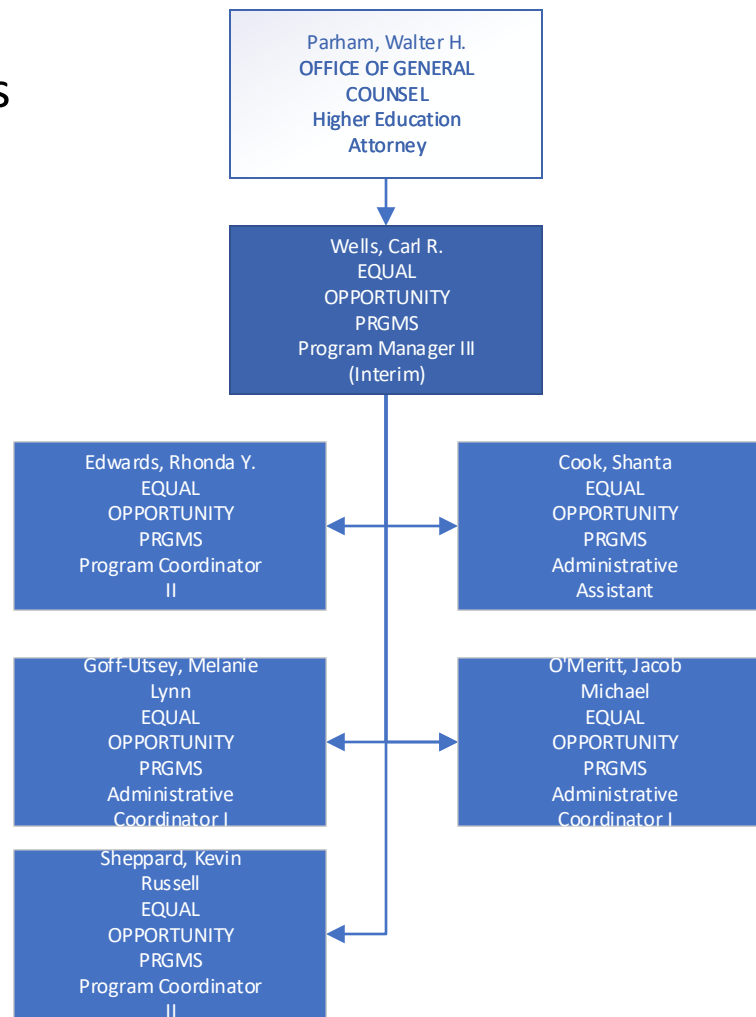 s
Parham, Walter H.
OFFICE OF GENERAL
COUNSEL
Higher Education
Attorney
Wells, Carl R.
EQUAL
OPPORTUNITY
PRGMS
Program Manager III
(Interim)
Edwards, Rhonda Y.
EQUAL
OPPORTUNITY
PRGMS
Program Coordinator
II
Cook, Shanta
EQUAL
OPPORTUNITY
PRGMS
Administrative
Assistant
Goff-Utsey, Melanie
Lynn
EQUAL
OPPORTUNITY
PRGMS
Administrative
Coordinator I
O'Meritt, Jacob
Michael
EQUAL
OPPORTUNITY
PRGMS
Administrative
Coordinator I
Sheppard, Kevin
Russell
EQUAL
OPPORTUNITY
PRGMS
Program Coordinator
II